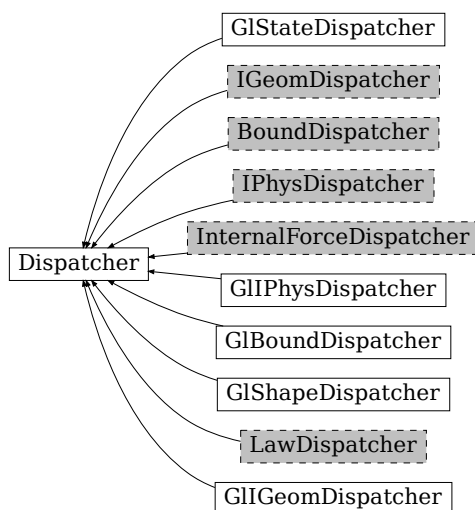 GlStateDispatcher
IGeomDispatcher
BoundDispatcher
IPhysDispatcher
InternalForceDispatcher
Dispatcher
GlIPhysDispatcher
GlBoundDispatcher
GlShapeDispatcher
LawDispatcher
GlIGeomDispatcher